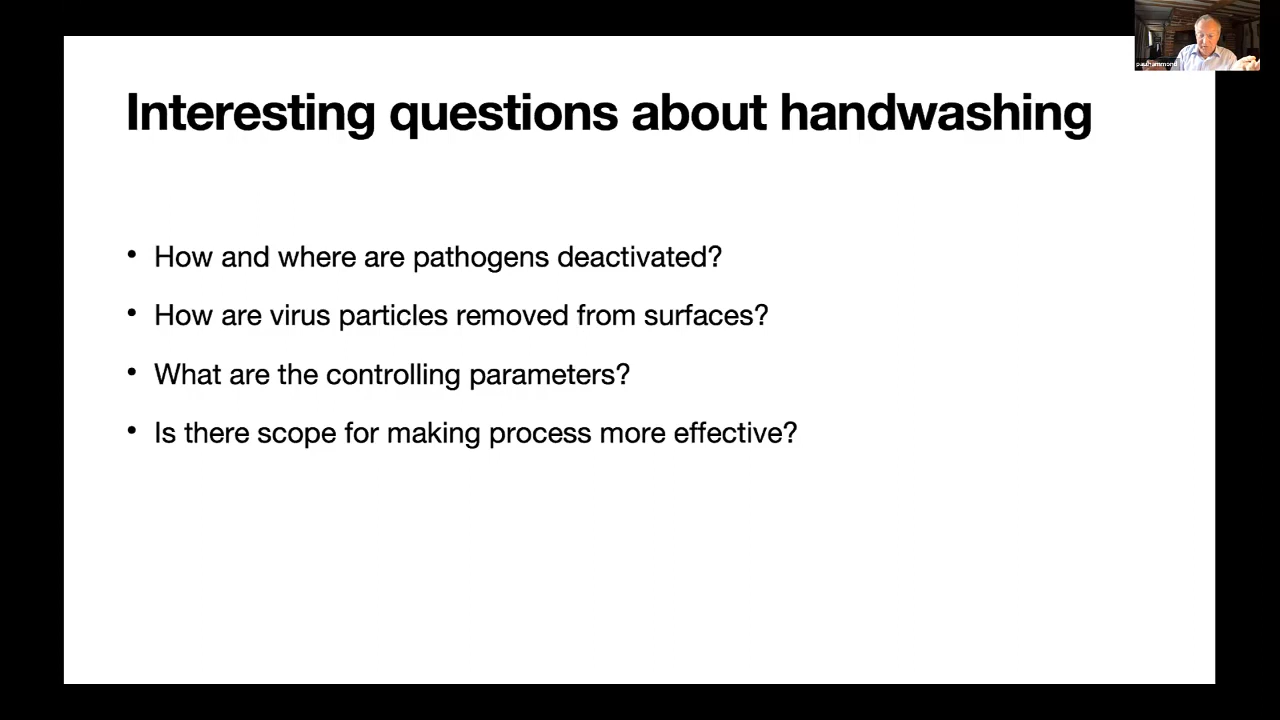 Interesting questions about handwashing
• How and where are pathogens deactivated?
• How are virus particles removed from surfaces?
• What are the controlling parameters?
• Is there scope for making process more effective?
paulhammond